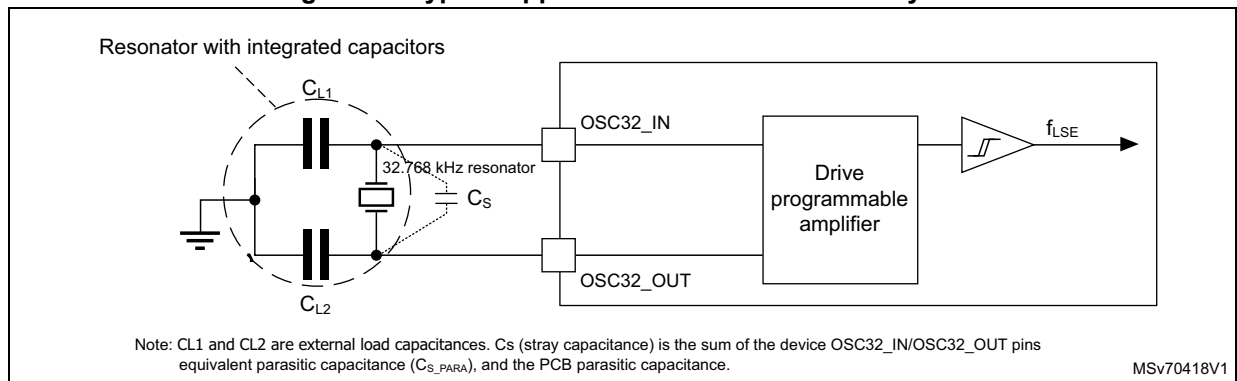 Resonator with integrated capacitors
CL1
OSC32_IN
fLSE
32.768 kHz resonator
CS
Drive
programmable
amplifier
OSC32_OUT
CL2
Note: CL1 and CL2 are external load capacitances. Cs (stray capacitance) is the sum of the device OSC32_IN/OSC32_OUT pins
equivalent parasitic capacitance (CS_PARA), and the PCB parasitic capacitance.
MSv70418V1